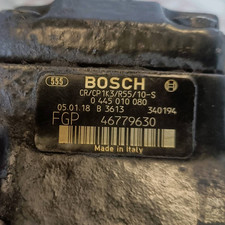 555 BOSCH
CR/CP1K3/R55/10-S
0 445 010 080
05.01.18 B 3613 340194
FGP 46779630
Made in Italy